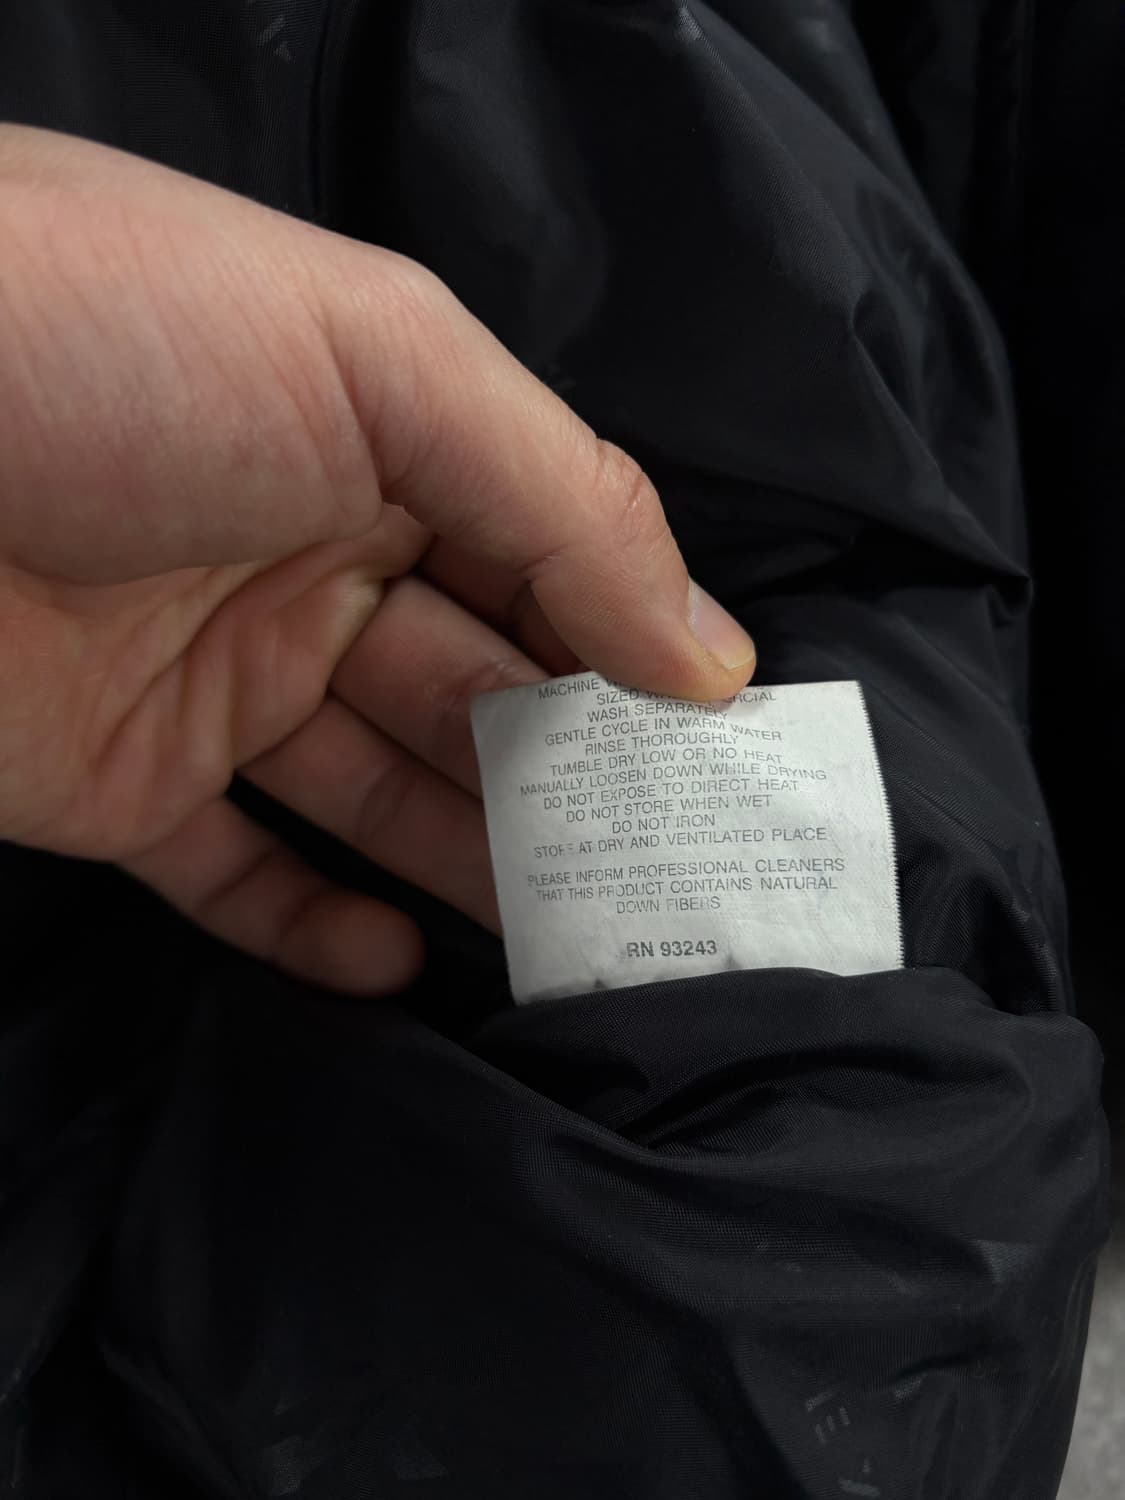 MACHINE
SIZED
WASH SEPARATELY
GENTLE CYCLE IN WARM WATER
RINSE THOROUGHLY
TUMBLE DRY LOW OR NO HEAT
MANUALLY LOOSEN DOWN WHILE DRYING
DO NOT EXPOSE TO DIRECT HEAT
DO NOT STORE WHEN WET
DO NOT IRON
STORE AT DRY AND VENTILATED PLACE
PLEASE INFORM PROFESSIONAL CLEANERS
THAT THIS PRODUCT CONTAINS NATURAL
DOWN FIBERS
RN 93243